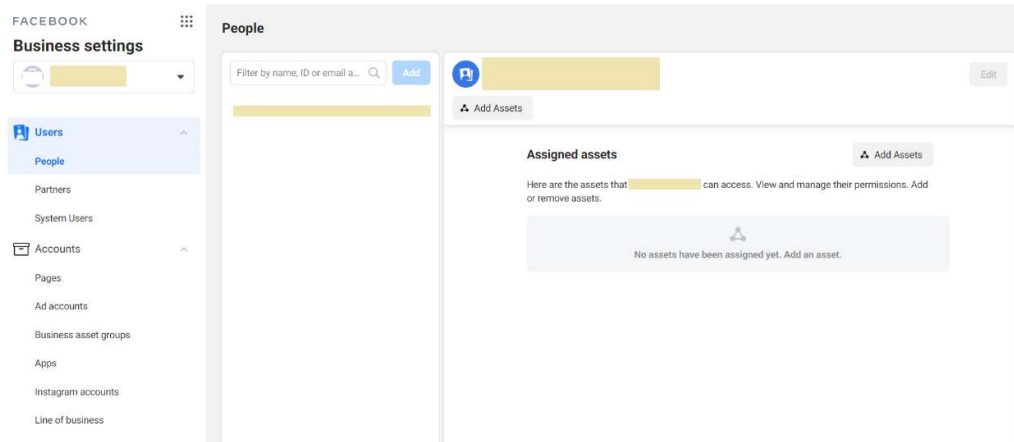 FACEBOOK
Business settings
Users
People
Partners
System Users
Accounts
Pages
Ad accounts
Business asset groups
Apps
Instagram accounts
Line of business
People
Filter by name, ID or email a...
Add
Edit
Add Assets
Assigned assets
Add Assets
Here are the assets that can access. View and manage their permissions. Add
or remove assets.
No assets have been assigned yet. Add an asset.